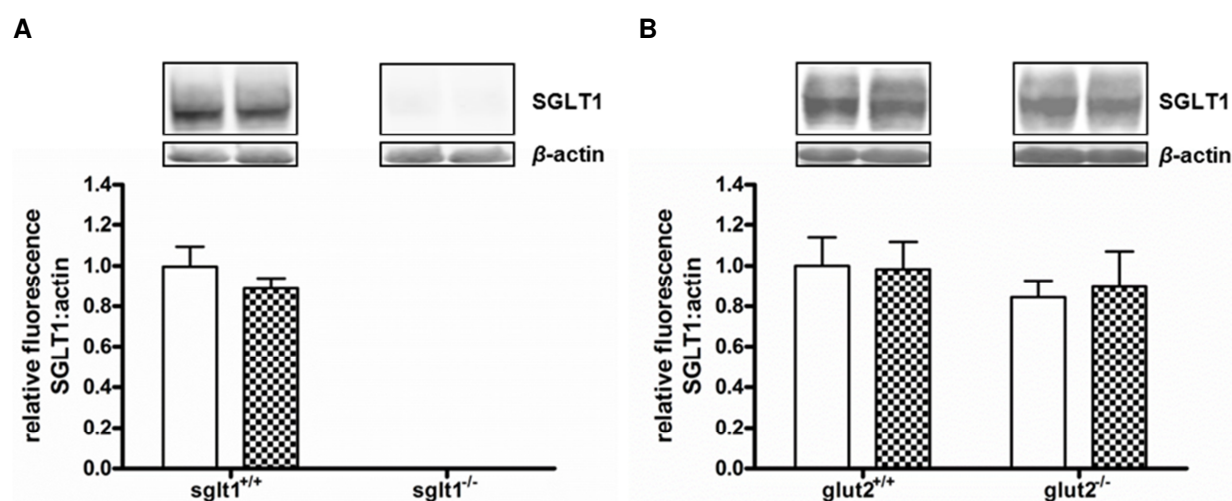 A
B
SGLT1
β-actin
SGLT1
β-actin
relative fluorescence
SGLT1:actin
1.4
1.2
1.0
0.8
0.6
0.4
0.2
0.0
sglt1+/+
sglt1-/-
relative fluorescence
SGLT1:actin
1.4
1.2
1.0
0.8
0.6
0.4
0.2
0.0
glut2+/+
glut2-/-